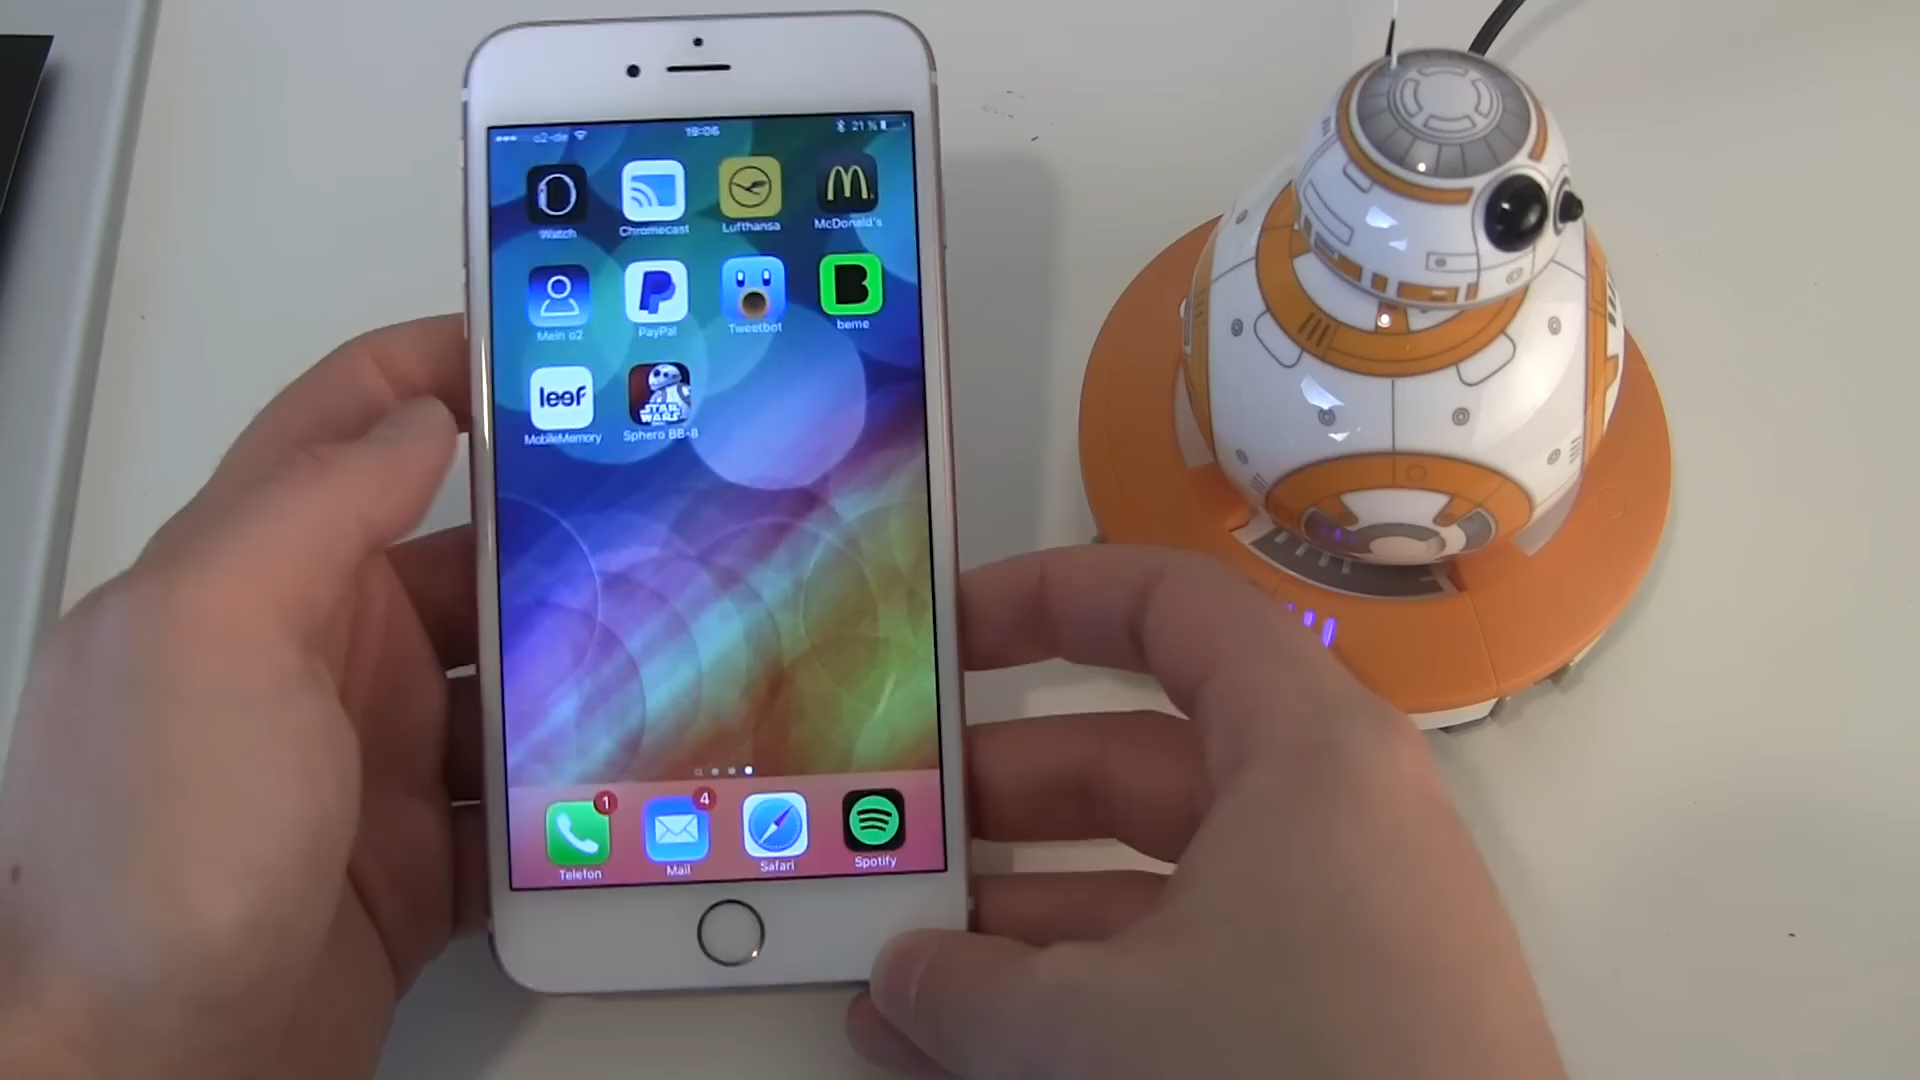 o2-de 19:06 21 %
Watch Chromecast Lufthansa McDonald's
Mein o2 PayPal Tweetbot beme
leef STAR WARS
MobileMemory Sphero BB-8
1 4
Telefon Mail Safari Spotify